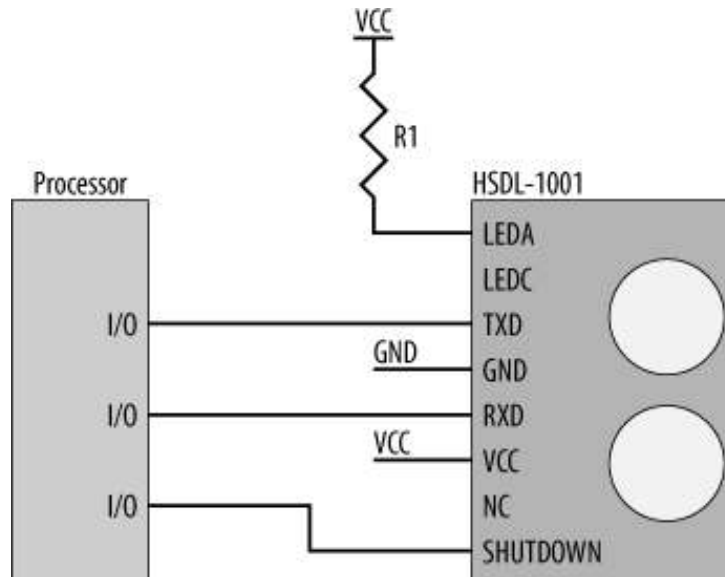 VCC
R1
Processor
HSDL-1001
LEDA
LEDC
I/O
TXD
GND
GND
I/O
RXD
VCC
VCC
I/O
NC
SHUTDOWN